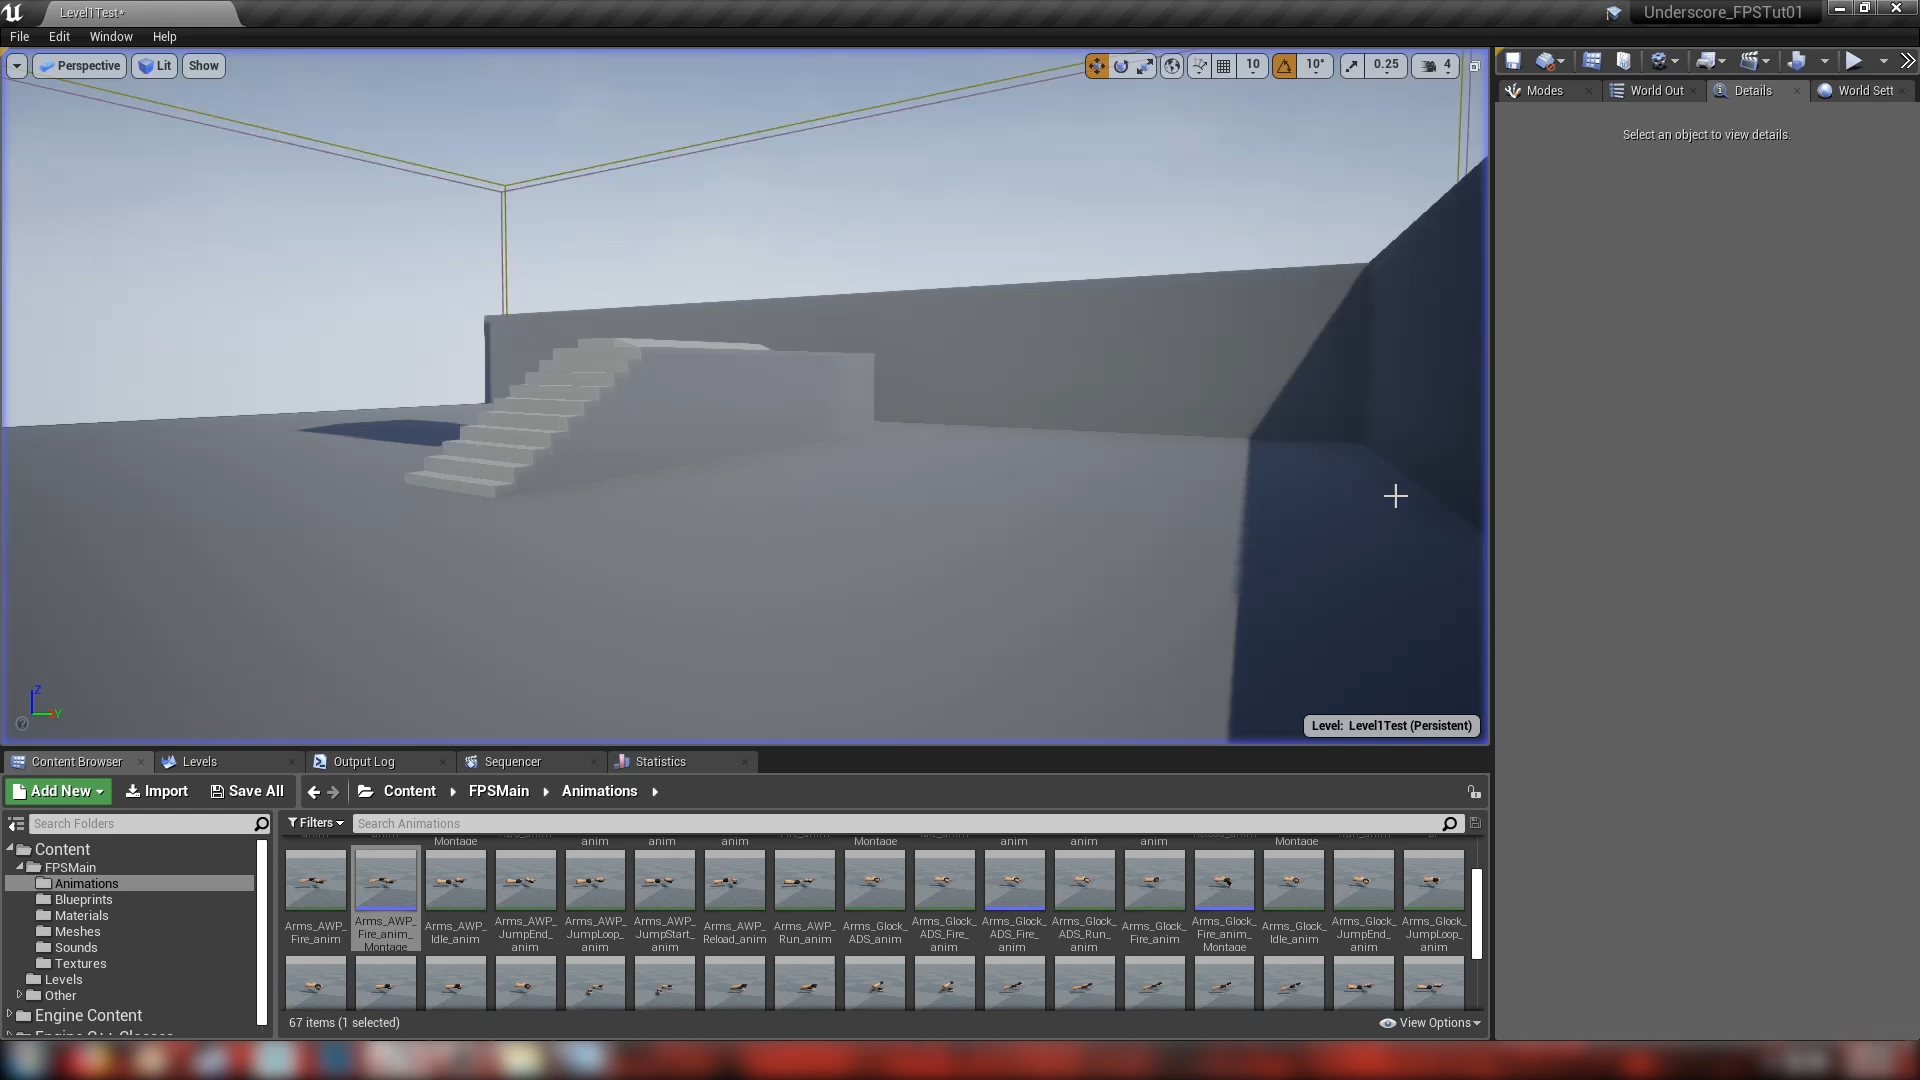 Level1Test*
Underscore_FPSTut01
File Edit Window Help
Perspective Lit Show
10 10° 0.25 4
Modes World Out Details World Sett
Select an object to view details.
Z
Y
Level: Level1Test (Persistent)
Content Browser Levels Output Log Sequencer Statistics
Add New Import Save All Content FPSMain Animations
Search Folders
Filters Search Animations
Content
FPSMain
Animations
Blueprints
Materials
Meshes
Sounds
Textures
Levels
Other
Engine Content
Montage anim anim anim Montage anim anim anim Montage
Arms_AWP_
Fire_anim
Arms_AWP_
Fire_anim_
Montage
Arms_AWP_
Idle_anim
Arms_AWP_
JumpEnd_
anim
Arms_AWP_
JumpLoop_
anim
Arms_AWP_
JumpStart_
anim
Arms_AWP_
Reload_anim
Arms_AWP_
Run_anim
Arms_Glock_
ADS_anim
Arms_Glock_
ADS_Fire_
anim
Arms_Glock_
ADS_Fire_
anim
Arms_Glock_
ADS_Run_
anim
Arms_Glock_
Fire_anim
Arms_Glock_
Fire_anim_
Montage
Arms_Glock_
Idle_anim
Arms_Glock_
JumpEnd_
anim
Arms_Glock_
JumpLoop_
anim
67 items (1 selected)
View Options